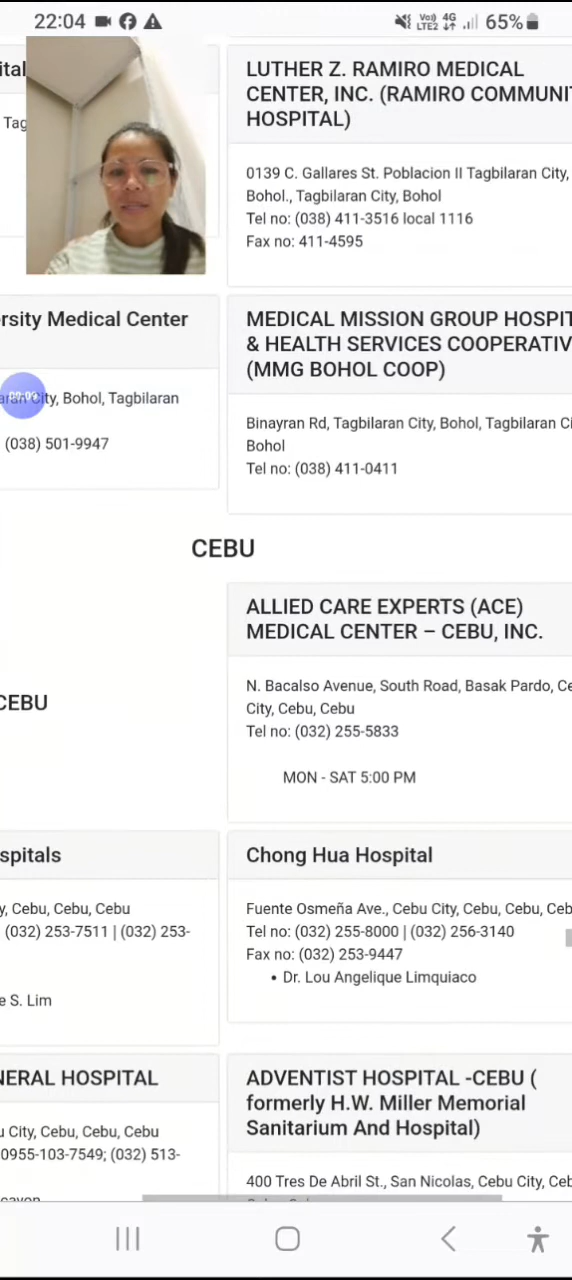 22:04
Vo)) 4G
LTE2
65%
ital
Tag
LUTHER Z. RAMIRO MEDICAL
CENTER, INC. (RAMIRO COMMUNIT
HOSPITAL)
0139 C. Gallares St. Poblacion II Tagbilaran City,
Bohol., Tagbilaran City, Bohol
Tel no: (038) 411-3516 local 1116
Fax no: 411-4595
rsity Medical Center
City, Bohol, Tagbilaran
(038) 501-9947
MEDICAL MISSION GROUP HOSPIT
& HEALTH SERVICES COOPERATIV
(MMG BOHOL COOP)
Binayran Rd, Tagbilaran City, Bohol, Tagbilaran Ci
Bohol
Tel no: (038) 411-0411
CEBU
CEBU
ALLIED CARE EXPERTS (ACE)
MEDICAL CENTER – CEBU, INC.
N. Bacalso Avenue, South Road, Basak Pardo, Ce
City, Cebu, Cebu
Tel no: (032) 255-5833
MON - SAT 5:00 PM
spitals
y, Cebu, Cebu, Cebu
(032) 253-7511 | (032) 253-
e S. Lim
Chong Hua Hospital
Fuente Osmeña Ave., Cebu City, Cebu, Cebu, Ceb
Tel no: (032) 255-8000 | (032) 256-3140
Fax no: (032) 253-9447
• Dr. Lou Angelique Limquiaco
NERAL HOSPITAL
u City, Cebu, Cebu, Cebu
0955-103-7549; (032) 513-
ADVENTIST HOSPITAL -CEBU (
formerly H.W. Miller Memorial
Sanitarium And Hospital)
400 Tres De Abril St., San Nicolas, Cebu City, Ceb